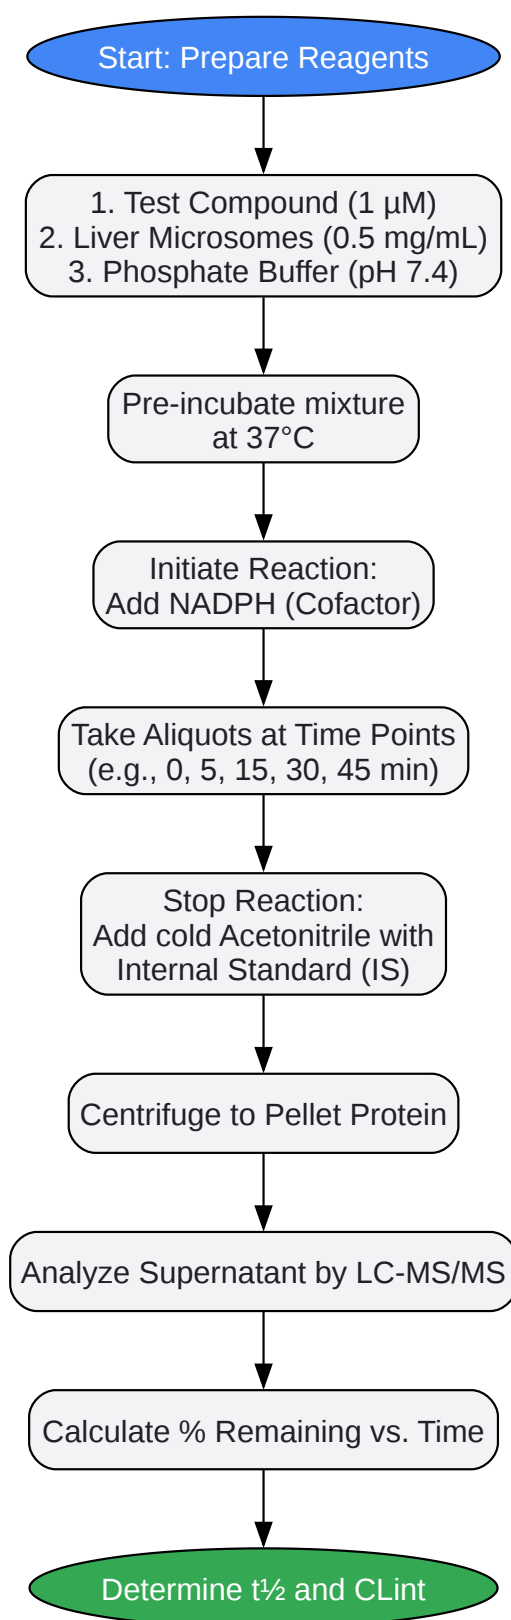 Start: Prepare Reagents
1. Test Compound (1 µM)
2. Liver Microsomes (0.5 mg/mL)
3. Phosphate Buffer (pH 7.4)
Pre-incubate mixture
at 37°C
Initiate Reaction:
Add NADPH (Cofactor)
Take Aliquots at Time Points
(e.g., 0, 5, 15, 30, 45 min)
Stop Reaction:
Add cold Acetonitrile with
Internal Standard (IS)
Centrifuge to Pellet Protein
Analyze Supernatant by LC-MS/MS
Calculate % Remaining vs. Time
Determine t½ and CLint